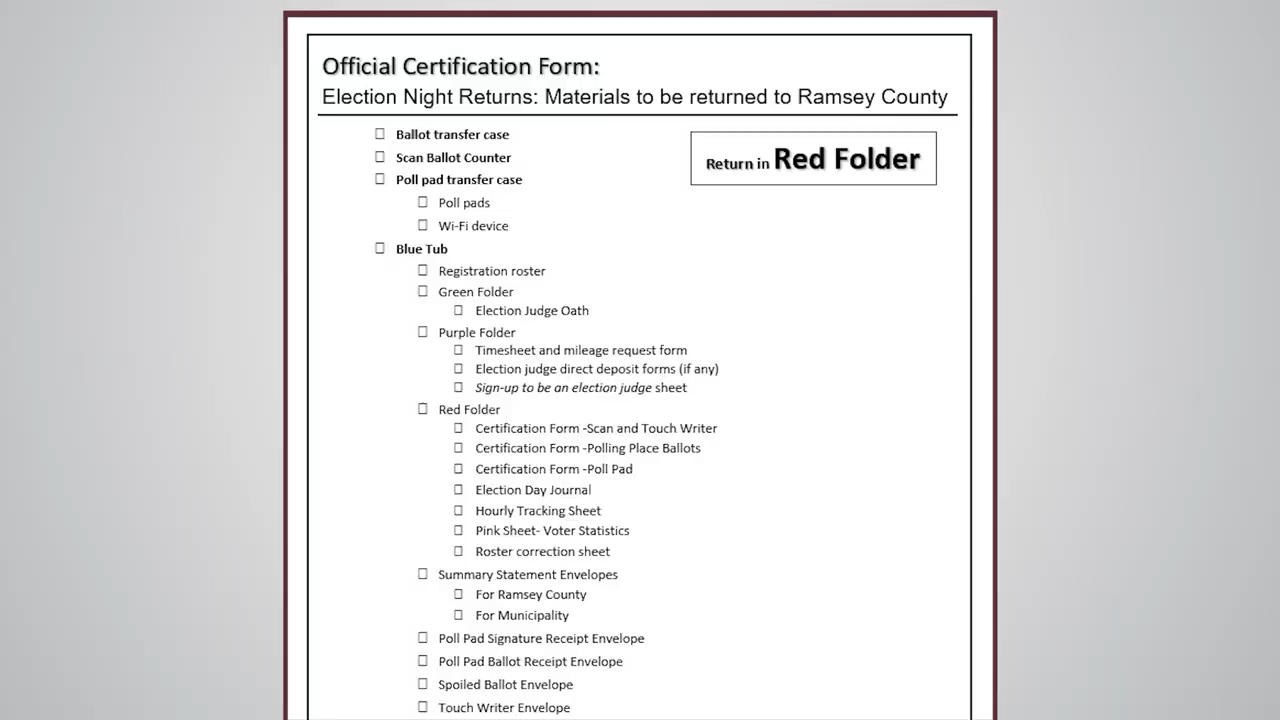 Official Certification Form:
Election Night Returns: Materials to be returned to Ramsey County
Ballot transfer case
Scan Ballot Counter
Return in Red Folder
Poll pad transfer case
Poll pads
Wi-Fi device
Blue Tub
Registration roster
Green Folder
Election Judge Oath
Purple Folder
Timesheet and mileage request form
Election judge direct deposit forms (if any)
Sign-up to be an election judge sheet
Red Folder
Certification Form -Scan and Touch Writer
Certification Form -Polling Place Ballots
Certification Form -Poll Pad
Election Day Journal
Hourly Tracking Sheet
Pink Sheet- Voter Statistics
Roster correction sheet
Summary Statement Envelopes
For Ramsey County
For Municipality
Poll Pad Signature Receipt Envelope
Poll Pad Ballot Receipt Envelope
Spoiled Ballot Envelope
Touch Writer Envelope